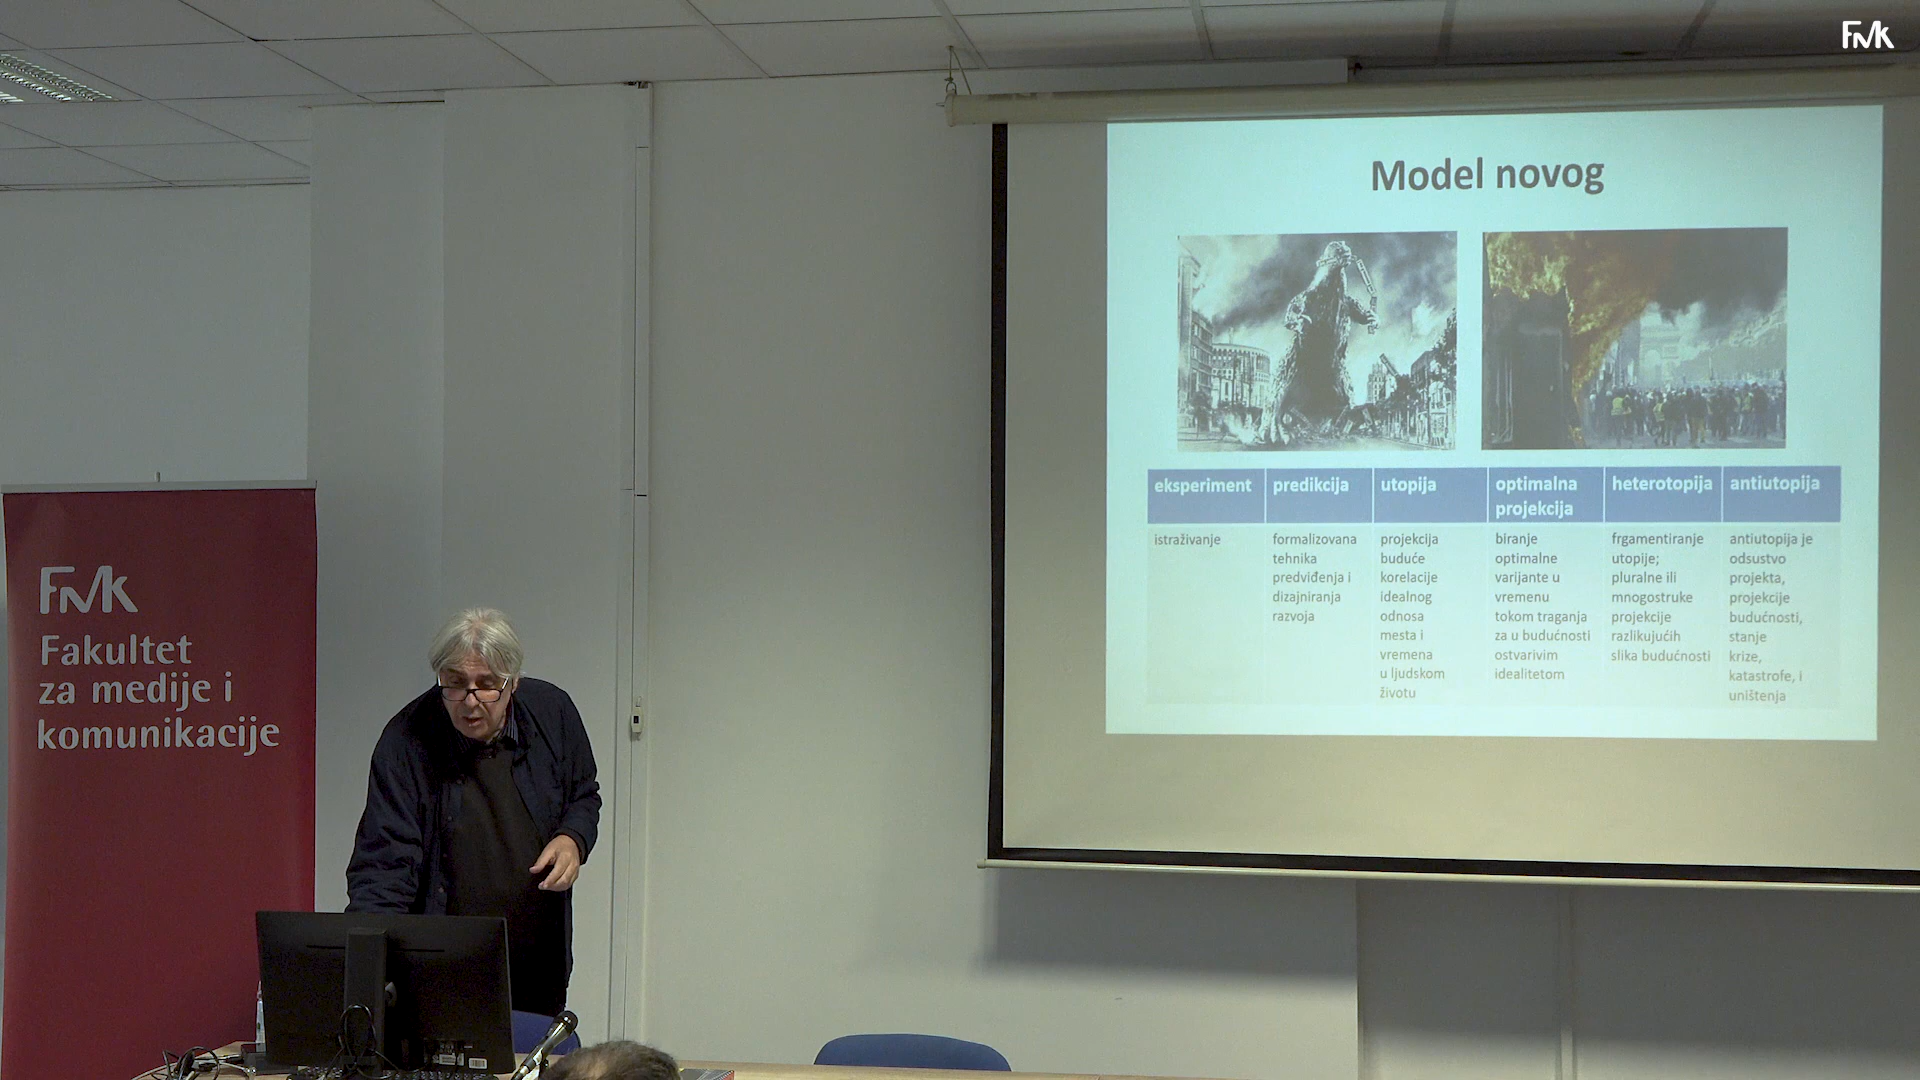 FMK
Model novog
eksperiment
predikcija
utopija
optimalna
projekcija
heterotopija
antiutopija
istraživanje
formalizovana
tehnika
predviđenja i
dizajniranja
razvoja
projekcija
buduće
korelacije
idealnog
odnosa
mesta i
vremena
u ljudskom
životu
biranje
optimalne
varijante u
vremenu
tokom traganja
za u budućnosti
ostvarivim
idealitetom
frgamentiranje
utopije;
pluralne ili
mnogostruke
projekcije
razlikujućih
slika budućnosti
antiutopija je
odsustvo
projekta,
projekcije
budućnosti,
stanje
krize,
katastrofe, i
uništenja
FMK
Fakultet
za medije i
komunikacije